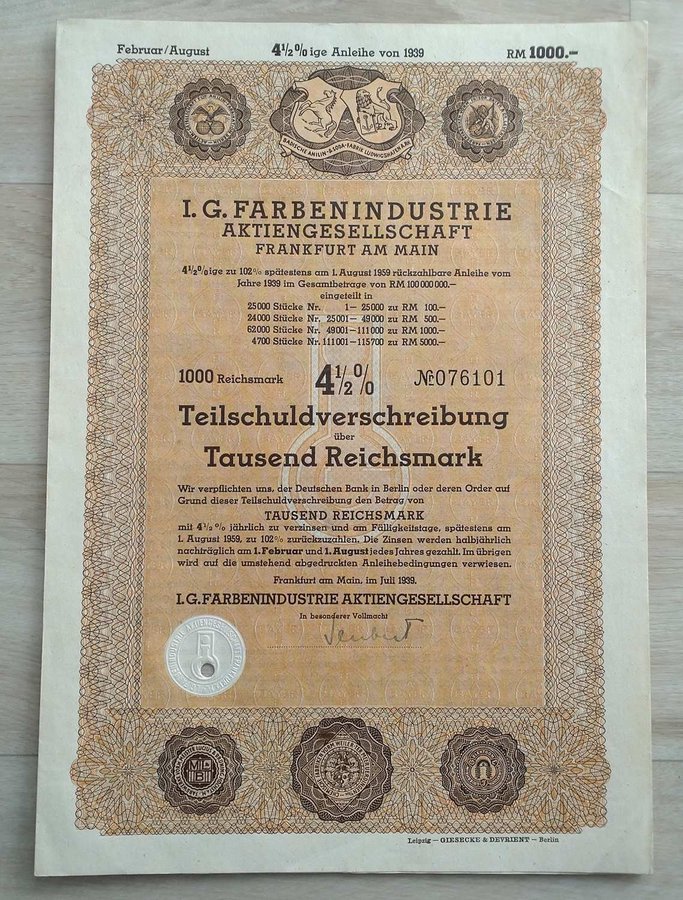 Februar/August 4½% ige Anleihe von 1939 RM 1000.–
BADISCHE ANILIN- & SODA-FABRIK LUDWIGSHAFEN A.RH.
I. G. FARBENINDUSTRIE
AKTIENGESELLSCHAFT
FRANKFURT AM MAIN
4½%ige zu 102% spätestens am 1. August 1959 rückzahlbare Anleihe vom
Jahre 1939 im Gesamtbetrage von RM 100 000 000.–
eingeteilt in
25000 Stücke Nr. 1– 25000 zu RM 100.–
24000 Stücke Nr. 25001– 49000 zu RM 500.–
62000 Stücke Nr. 49001–111000 zu RM 1000.–
4700 Stücke Nr. 111001–115700 zu RM 5000.–
1000 Reichsmark 4½% № 076101
Teilschuldverschreibung
über
Tausend Reichsmark
Wir verpflichten uns, der Deutschen Bank in Berlin oder deren Order auf
Grund dieser Teilschuldverschreibung den Betrag von
TAUSEND REICHSMARK
mit 4½% jährlich zu verzinsen und am Fälligkeitstage, spätestens am
1. August 1959, zu 102% zurückzuzahlen. Die Zinsen werden halbjährlich
nachträglich am 1. Februar und 1. August jedes Jahres gezahlt. Im übrigen
wird auf die umstehend abgedruckten Anleihebedingungen verwiesen.
Frankfurt am Main, im Juli 1939.
I.G. FARBENINDUSTRIE AKTIENGESELLSCHAFT
In besonderer Vollmacht
Leipzig – GIESECKE & DEVRIENT – Berlin